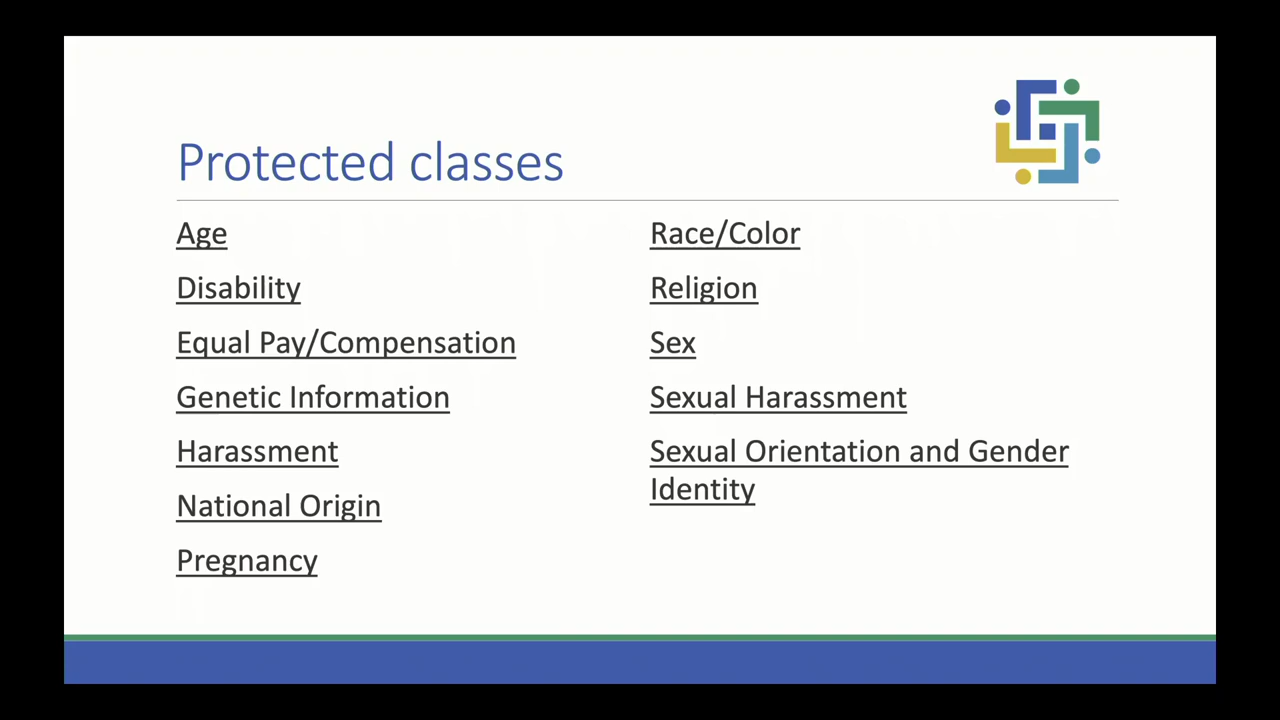 Protected classes
Age
Disability
Equal Pay/Compensation
Genetic Information
Harassment
National Origin
Pregnancy
Race/Color
Religion
Sex
Sexual Harassment
Sexual Orientation and Gender
Identity